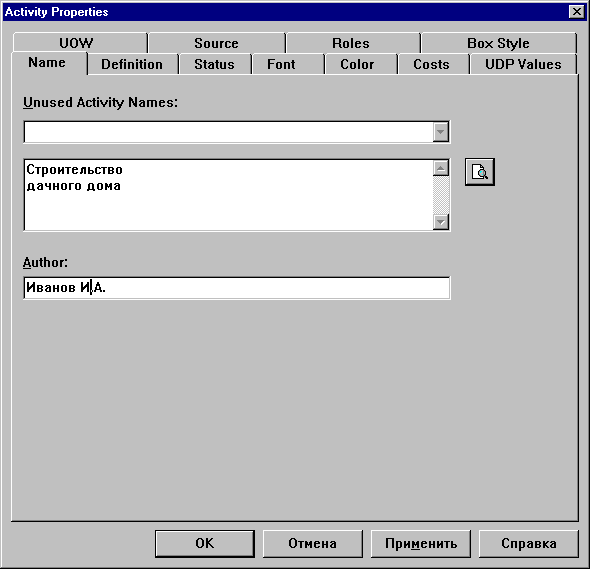 Activity Properties
UOW Source Roles Box Style
Name Definition Status Font Color Costs UDP Values
Unused Activity Names:
Строительство
дачного дома
Author:
Иванов И.А.
OK Отмена Применить Справка